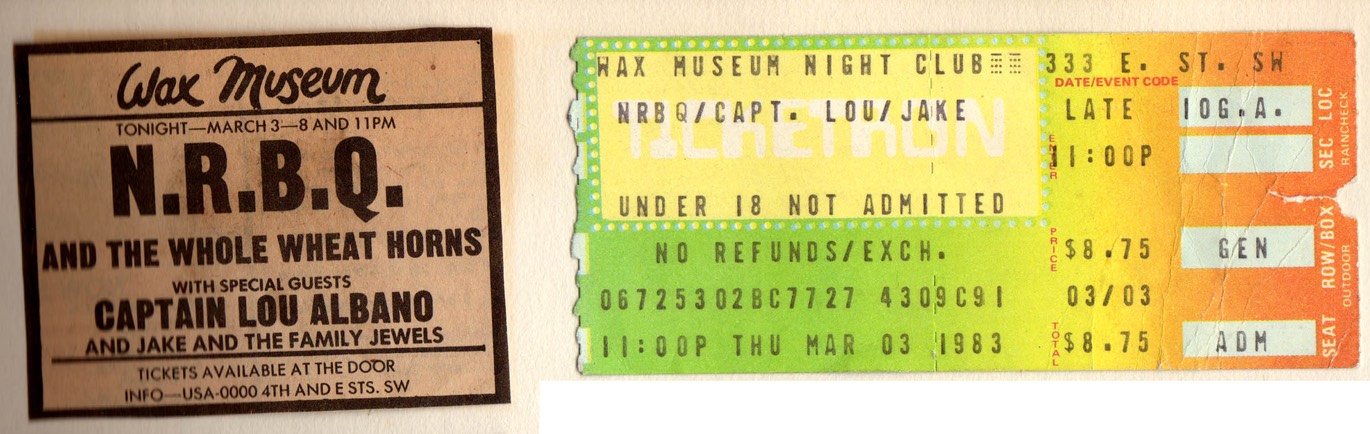 Wax Museum
TONIGHT—MARCH 3—8 AND 11PM
N.R.B.Q.
AND THE WHOLE WHEAT HORNS
WITH SPECIAL GUESTS
CAPTAIN LOU ALBANO
AND JAKE AND THE FAMILY JEWELS
TICKETS AVAILABLE AT THE DOOR
INFO—USA-0000 4TH AND E STS. SW
WAX MUSEUM NIGHT CLUB 333 E. ST. SW
DATE/EVENT CODE
TICKETRON
NRBQ/CAPT. LOU/JAKE LATE 10G.A.
ENTER
11:00P
UNDER 18 NOT ADMITTED
NO REFUNDS/EXCH. $8.75 GEN
PRICE
06725302BC7727 4309C91 03/03
11:00P THU MAR 03 1983 $8.75 ADM
TOTAL
SEC LOC
RAINCHECK
ROW/BOX
OUTDOOR
SEAT